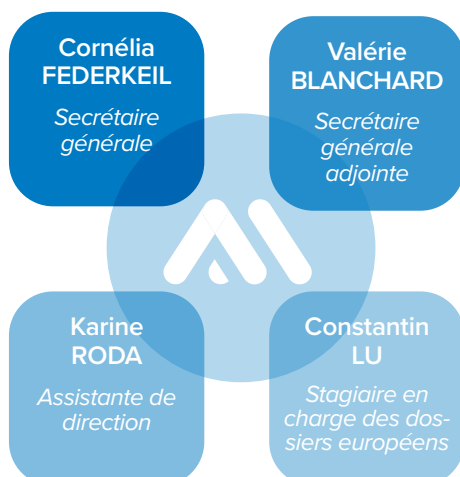 Cornélia
FEDERKEIL
Secrétaire
générale
Valérie
BLANCHARD
Secrétaire
générale
adjointe
Karine
RODA
Assistante de
direction
Constantin
LU
Stagiaire en
charge des dos-
siers européens